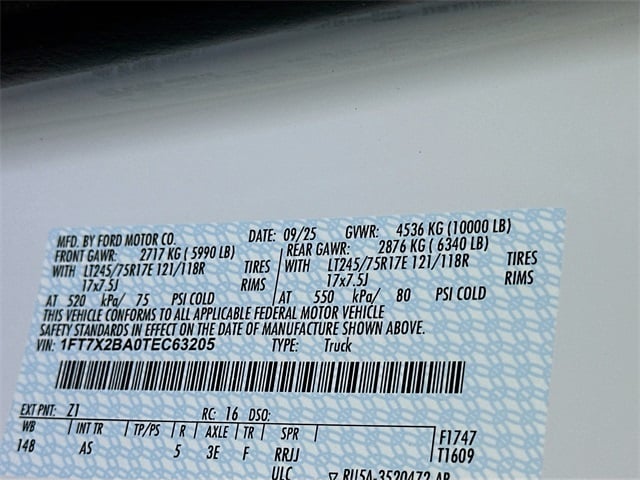 MFD. BY FORD MOTOR CO. DATE: 09/25 GVWR: 4536 KG (10000 LB)
FRONT GAWR: 2717 KG ( 5990 LB) REAR GAWR: 2876 KG ( 6340 LB)
WITH LT245/75R17E 121/118R TIRES WITH LT245/75R17E 121/118R TIRES
17x7.5J RIMS 17x7.5J RIMS
AT 520 kPa/ 75 PSI COLD AT 550 kPa/ 80 PSI COLD
THIS VEHICLE CONFORMS TO ALL APPLICABLE FEDERAL MOTOR VEHICLE
SAFETY STANDARDS IN EFFECT ON THE DATE OF MANUFACTURE SHOWN ABOVE.
VIN: 1FT7X2BA0TEC63205 TYPE: Truck
EXT PNT: Z1 RC: 16 DSO:
WB INT TR TP/PS R AXLE TR SPR F1747
148 AS 5 3E F RRJJ T1609
ULC ▽ RU5A-3520472-AB